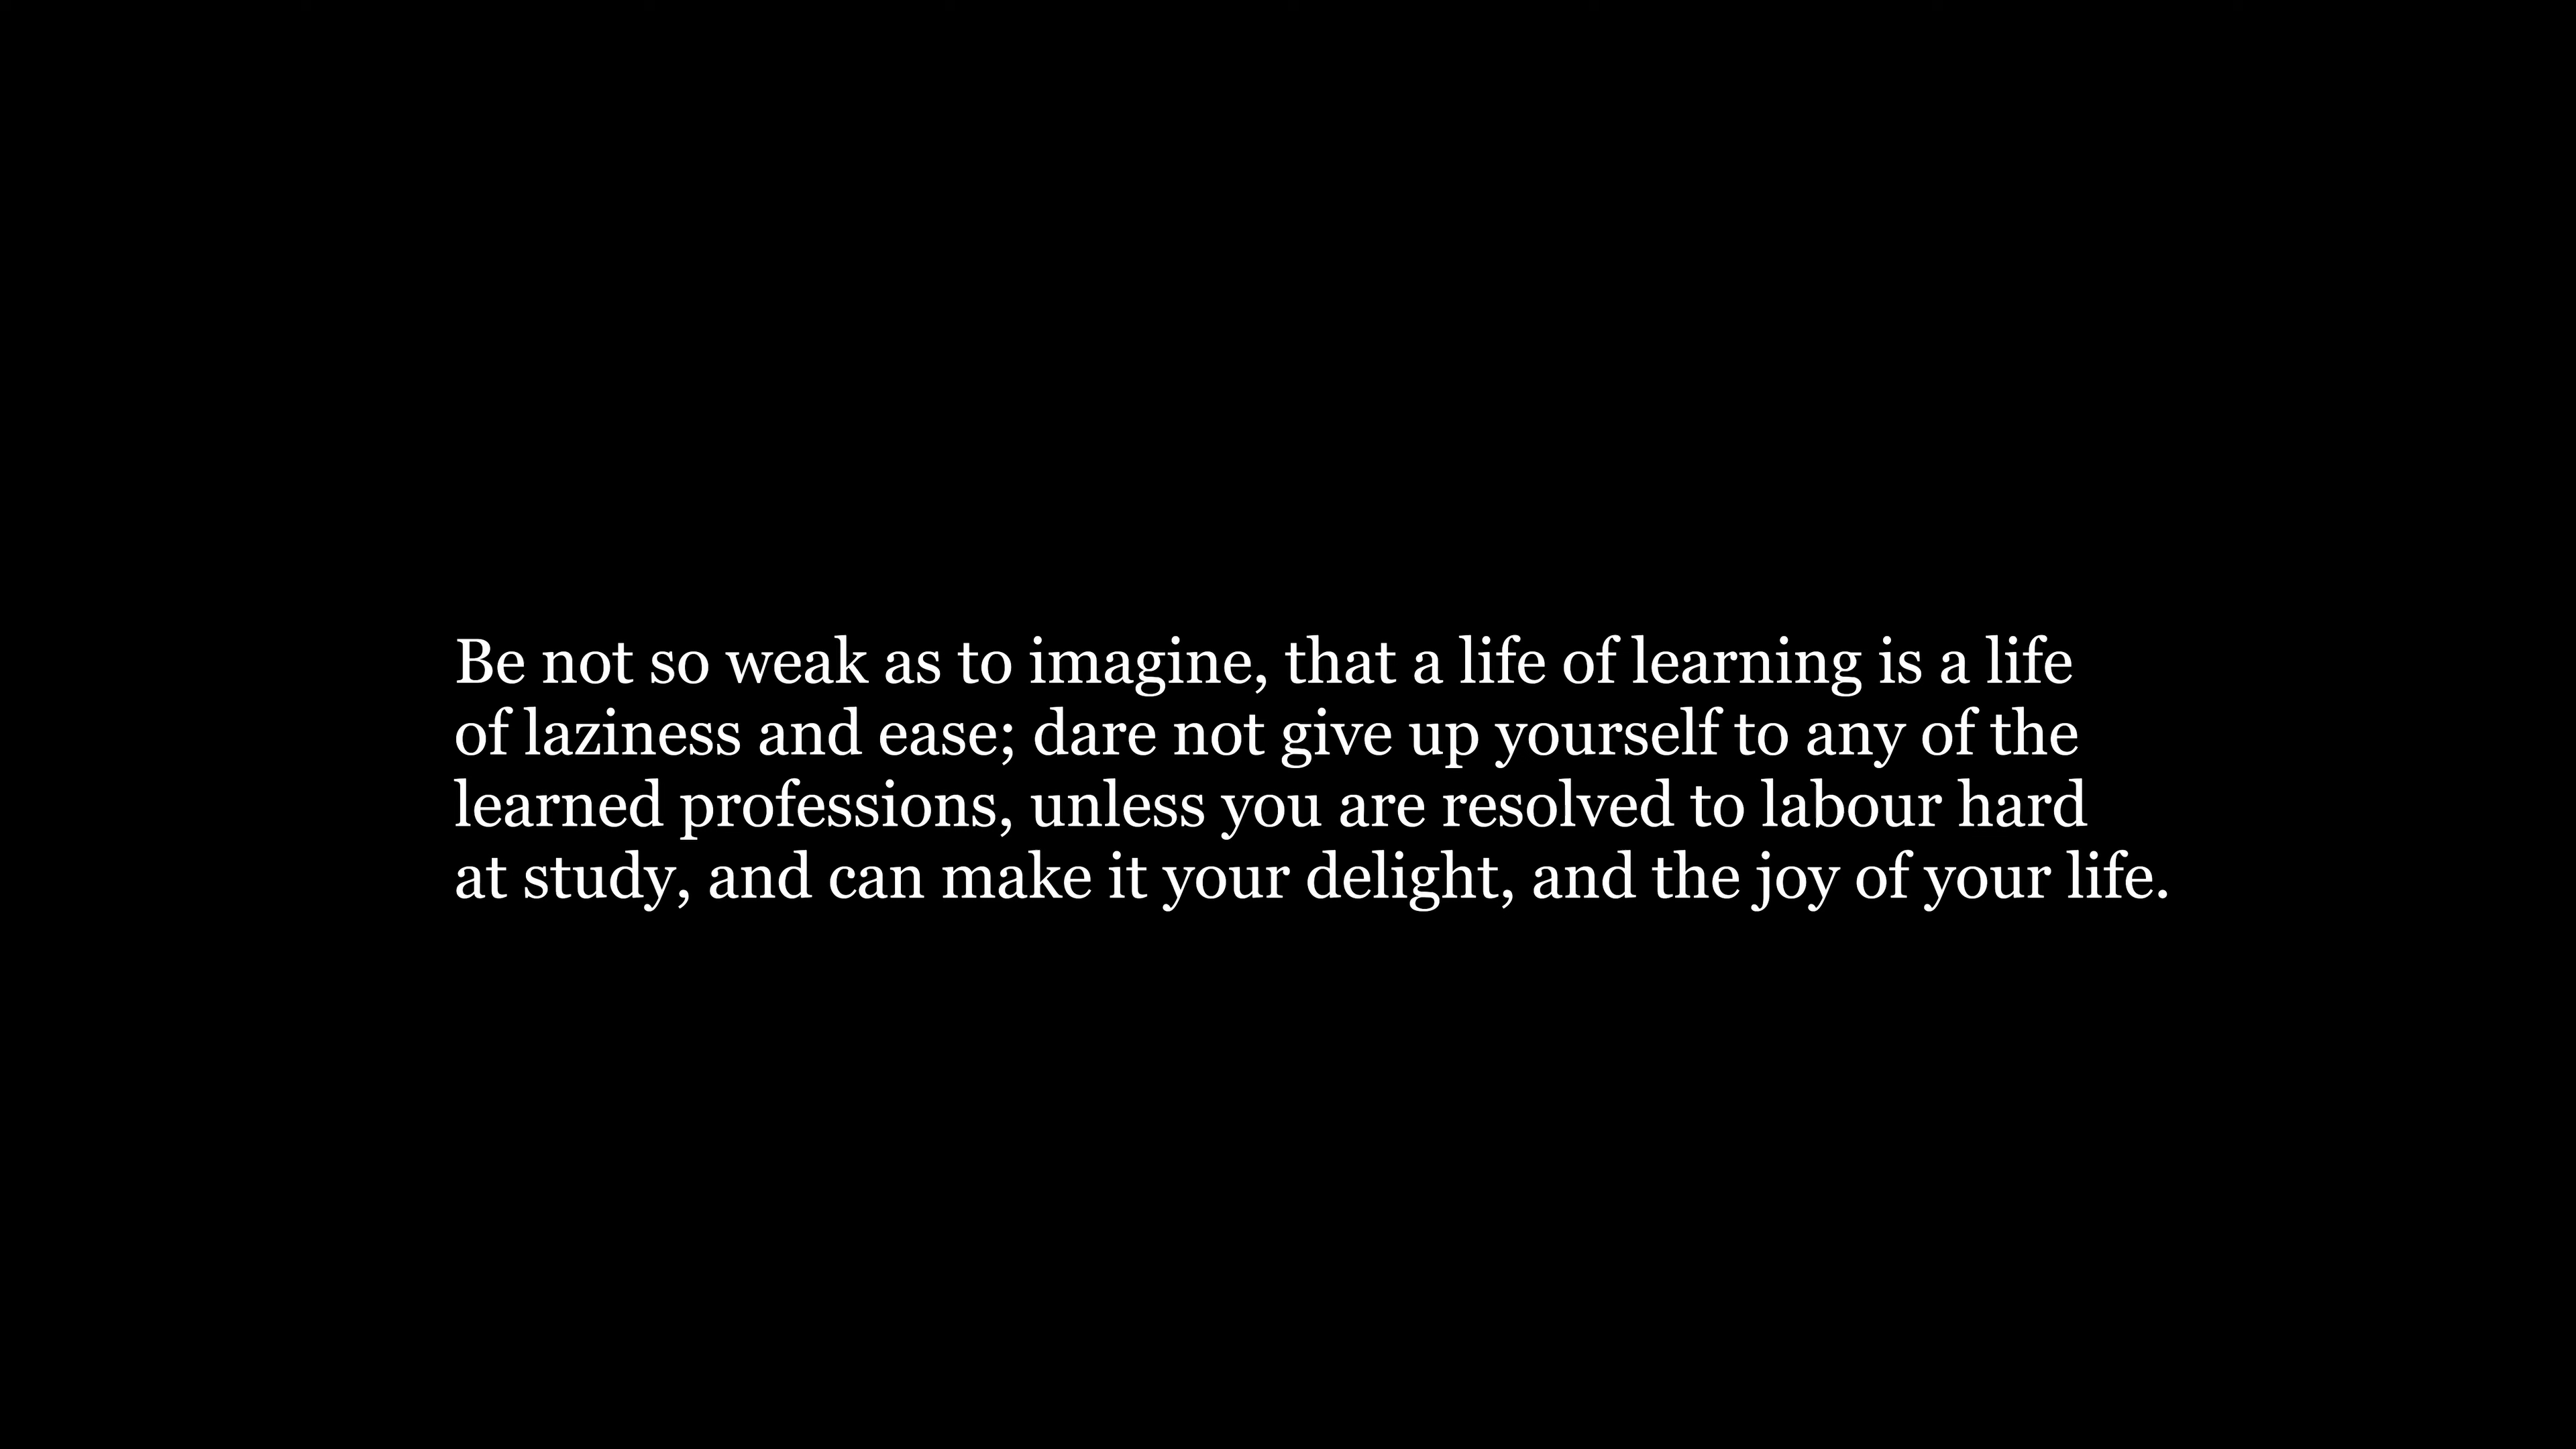 Be not so weak as to imagine, that a life of learning is a life
of laziness and ease; dare not give up yourself to any of the
learned professions, unless you are resolved to labour hard
at study, and can make it your delight, and the joy of your life.